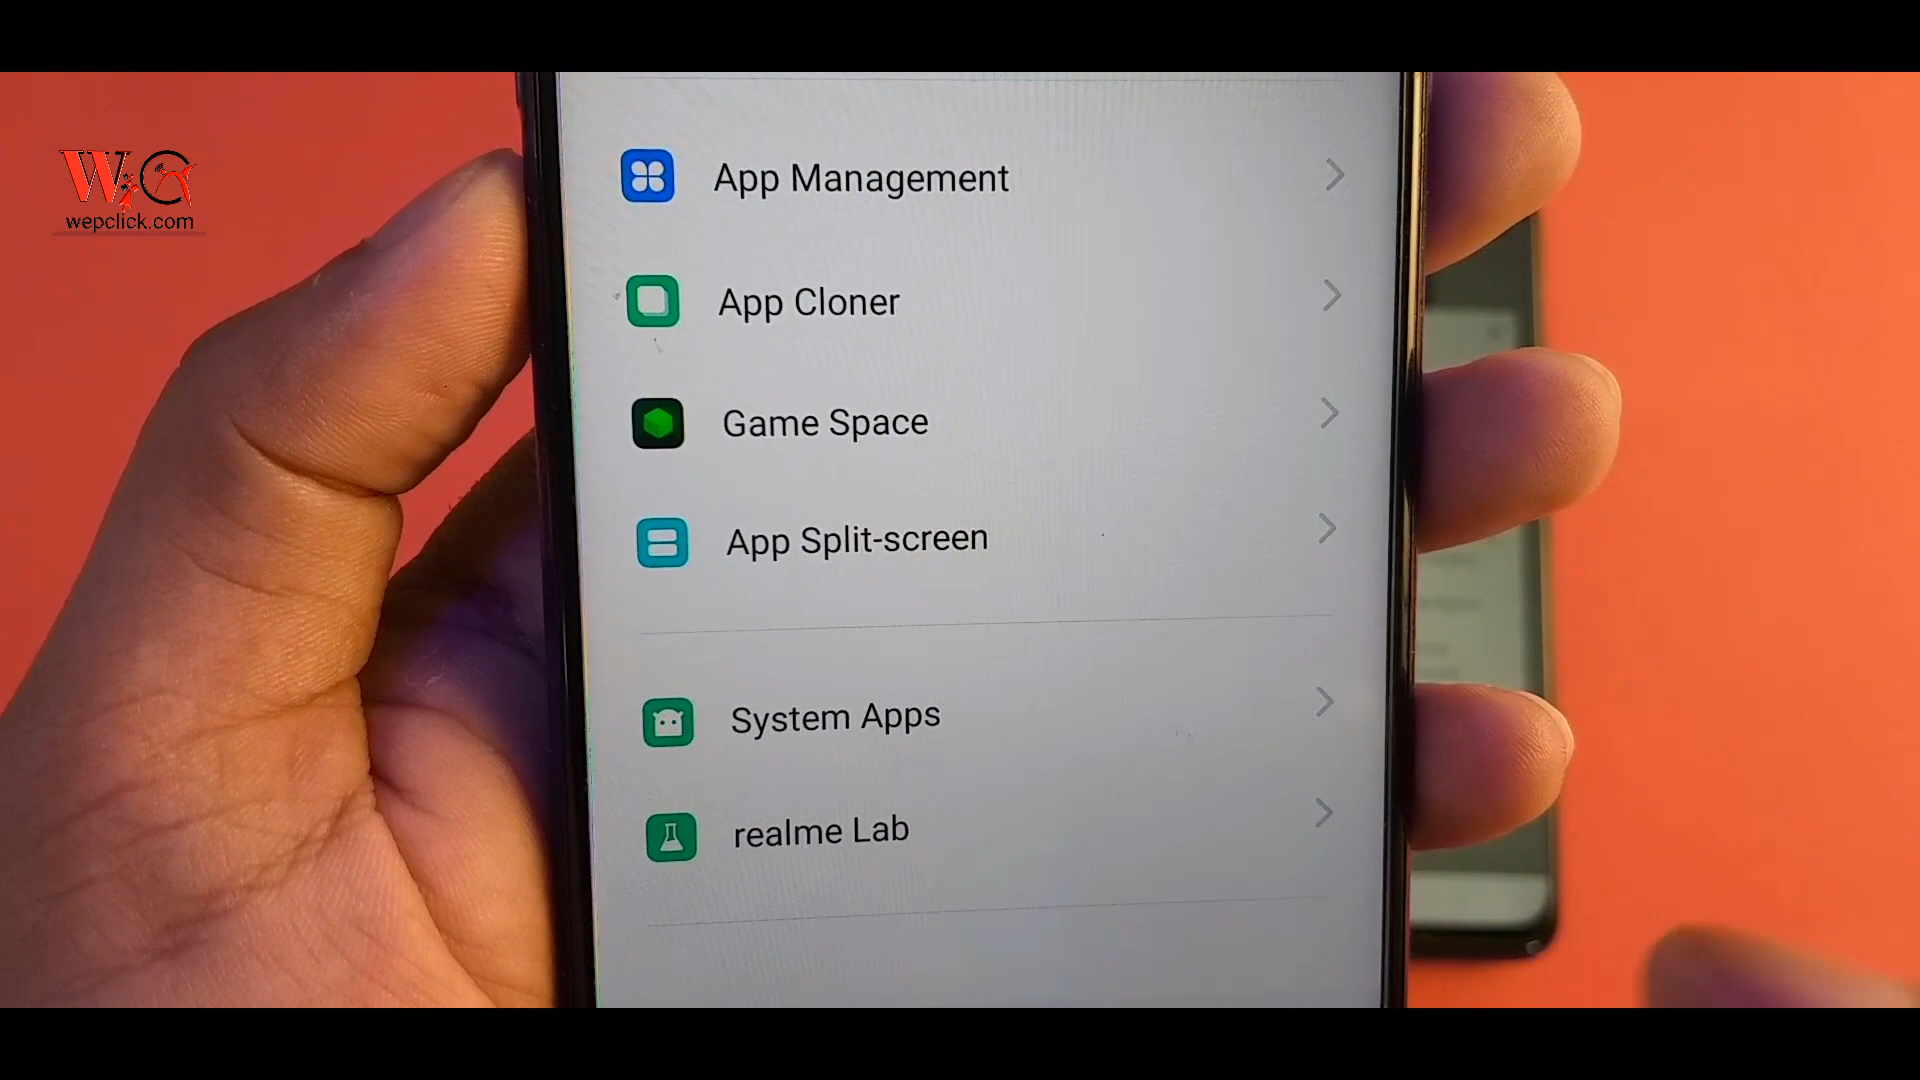 W
wepclick.com
App Management
App Cloner
Game Space
App Split-screen
System Apps
realme Lab